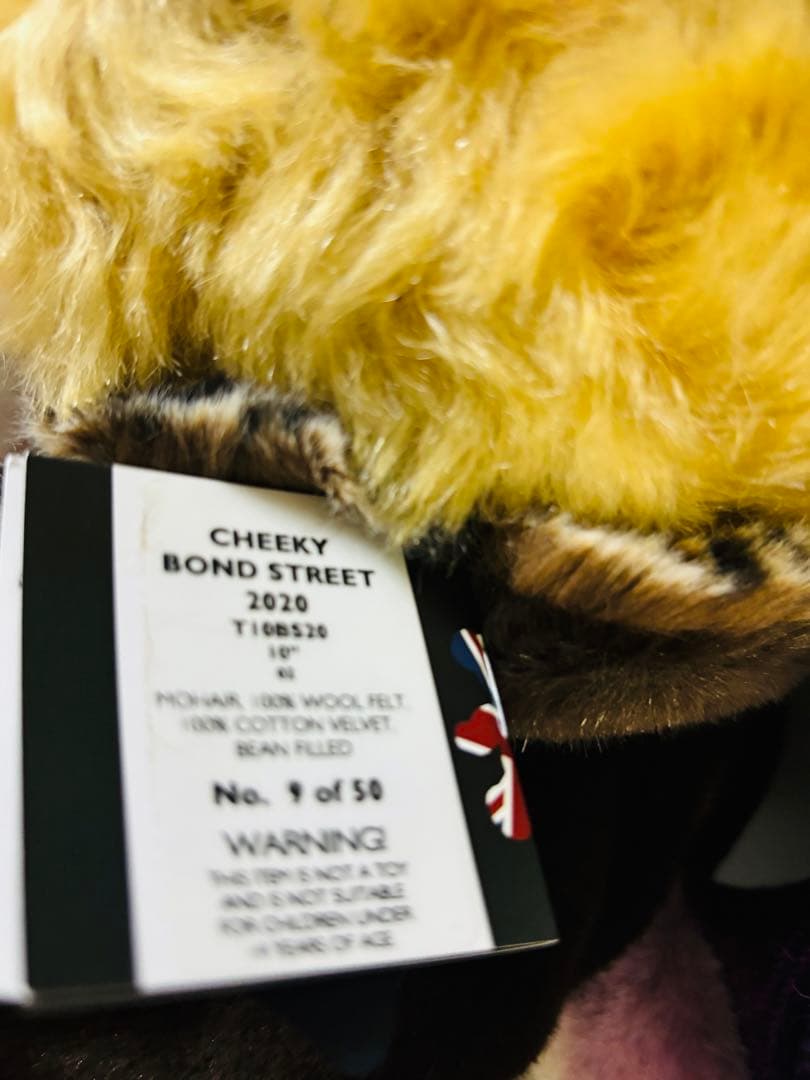 CHEEKY
BOND STREET
2020
T10BS20
10"
MOHAIR, 100% WOOL FELT,
100% COTTON VELVET,
BEAN FILLED
No. 9 of 50
WARNING!
THIS ITEM IS NOT A TOY
AND IS NOT SUITABLE
FOR CHILDREN UNDER
YEARS OF AGE